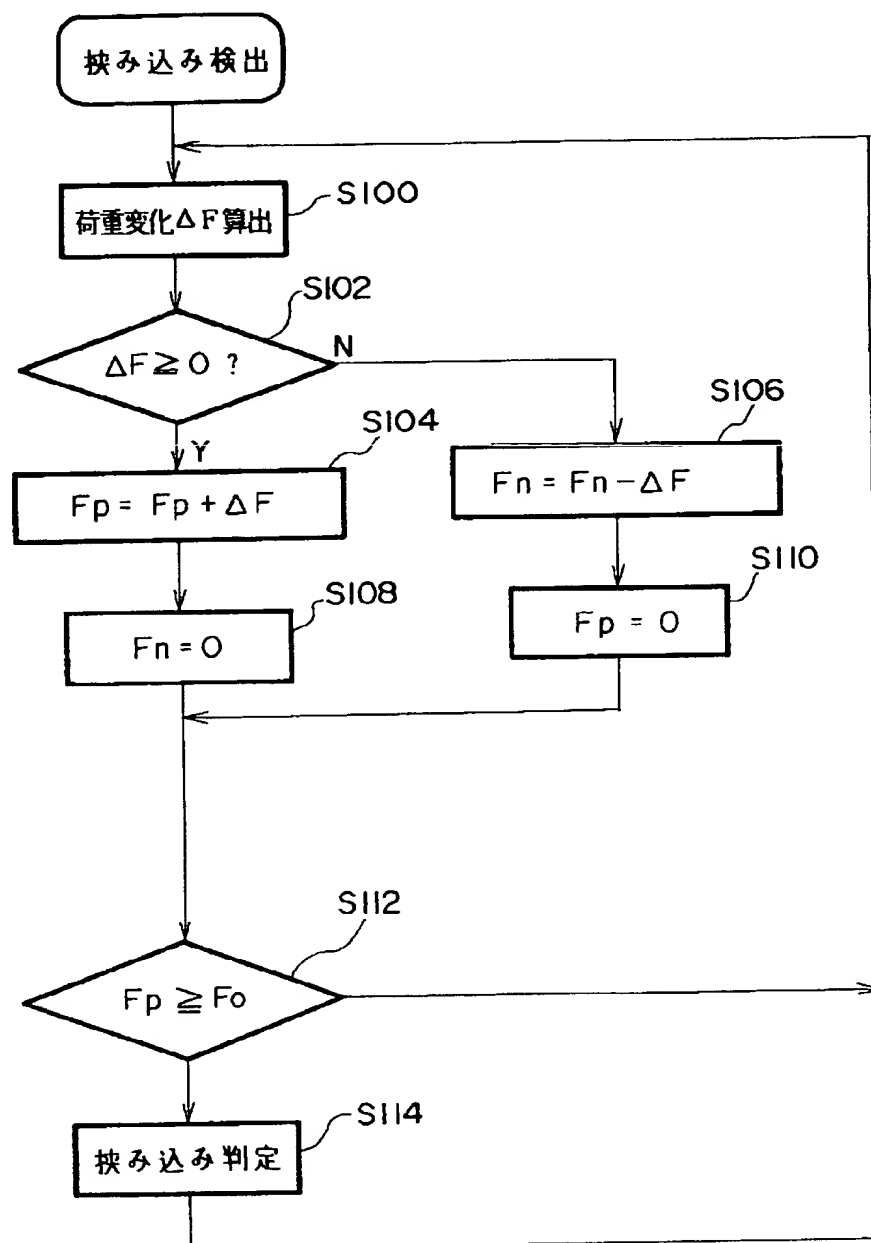 挟み込み検出
S100
荷重変化ΔF算出
S102
ΔF≧0 ?
N
Y
S104
Fp= Fp+ΔF
S106
Fn=Fn-ΔF
S108
Fn=0
S110
Fp = 0
S112
Fp ≧ Fo
S114
挟み込み判定